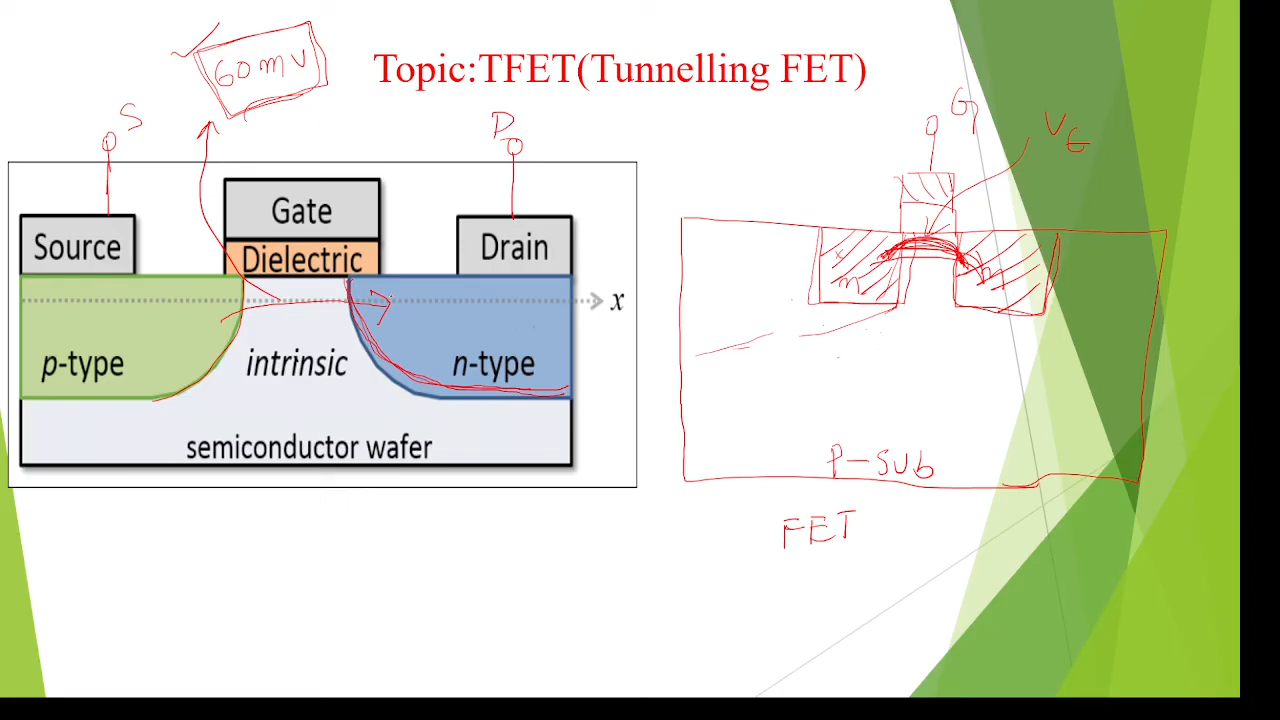 60mV
Topic:TFET(Tunnelling FET)
S
D
G
VG
Gate
Source
Dielectric
Drain
x
p-type
intrinsic
n-type
n
n
semiconductor wafer
P-Sub
FET